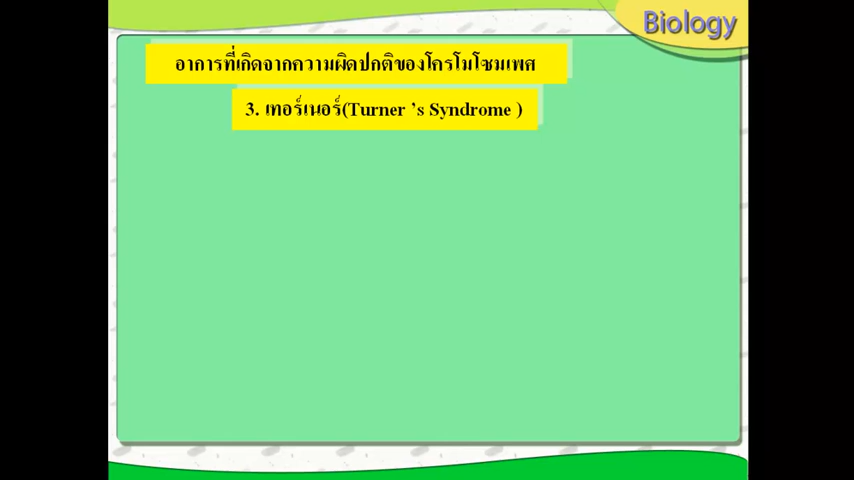 Biology
อาการที่เกิดจากความผิดปกติของโครโมโซมเพศ
3. เทอร์เนอร์(Turner ’s Syndrome )